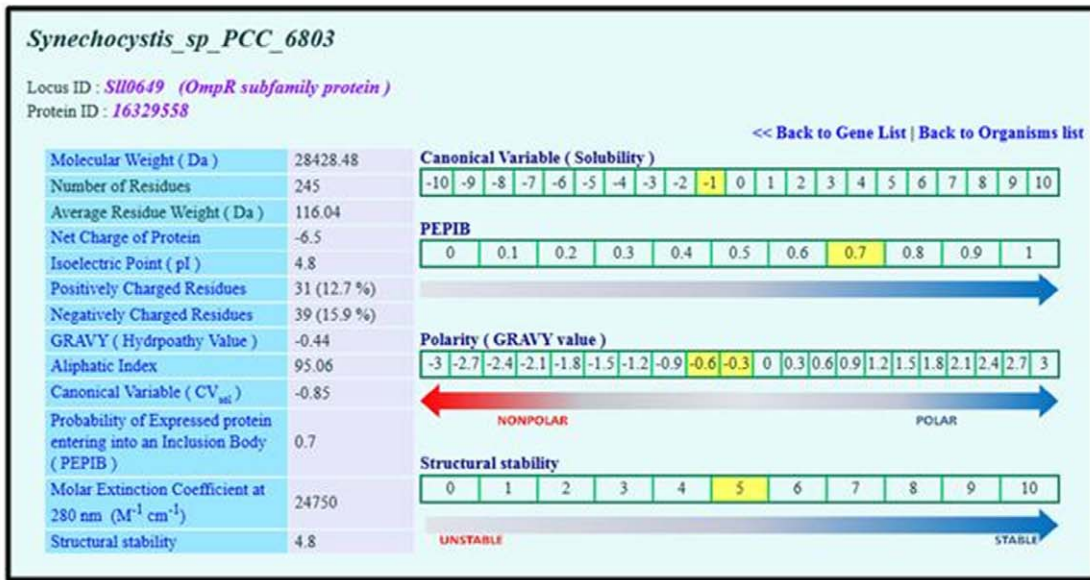 Synechocystis_sp_PCC_6803
Locus ID : Sll0649 (OmpR subfamily protein )
Protein ID : 16329558
<< Back to Gene List | Back to Organisms list
Molecular Weight ( Da ) 28428.48
Number of Residues 245
Average Residue Weight ( Da ) 116.04
Net Charge of Protein -6.5
Isoelectric Point ( pI ) 4.8
Positively Charged Residues 31 (12.7 %)
Negatively Charged Residues 39 (15.9 %)
GRAVY ( Hydrpoathy Value ) -0.44
Aliphatic Index 95.06
Canonical Variable ( CVsol ) -0.85
Probability of Expressed protein
entering into an Inclusion Body 0.7
( PEPIB )
Molar Extinction Coefficient at
280 nm (M-1 cm-1) 24750
Structural stability 4.8
Canonical Variable ( Solubility )
-10 -9 -8 -7 -6 -5 -4 -3 -2 -1 0 1 2 3 4 5 6 7 8 9 10
PEPIB
0 0.1 0.2 0.3 0.4 0.5 0.6 0.7 0.8 0.9 1
Polarity ( GRAVY value )
-3 -2.7 -2.4 -2.1 -1.8 -1.5 -1.2 -0.9 -0.6 -0.3 0 0.3 0.6 0.9 1.2 1.5 1.8 2.1 2.4 2.7 3
NONPOLAR POLAR
Structural stability
0 1 2 3 4 5 6 7 8 9 10
UNSTABLE STABLE